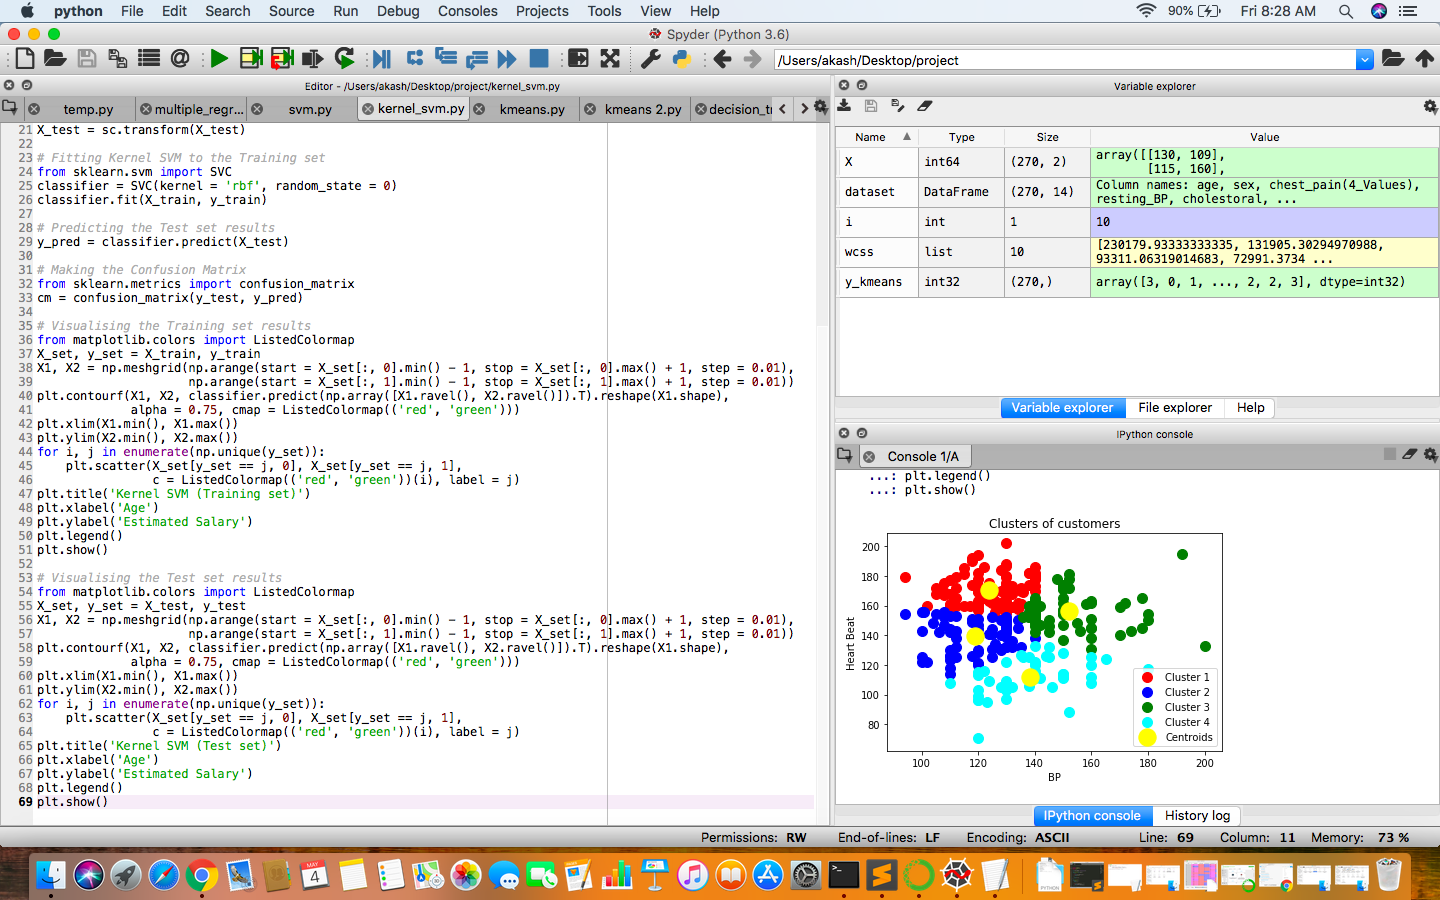 python File Edit Search Source Run Debug Consoles Projects Tools View Help 90% Fri 8:28 AM
Spyder (Python 3.6)
/Users/akash/Desktop/project
Editor - /Users/akash/Desktop/project/kernel_svm.py
temp.py multiple_regr... svm.py kernel_svm.py kmeans.py kmeans 2.py decision_tr
21 X_test = sc.transform(X_test)
22
23 # Fitting Kernel SVM to the Training set
24 from sklearn.svm import SVC
25 classifier = SVC(kernel = 'rbf', random_state = 0)
26 classifier.fit(X_train, y_train)
27
28 # Predicting the Test set results
29 y_pred = classifier.predict(X_test)
30
31 # Making the Confusion Matrix
32 from sklearn.metrics import confusion_matrix
33 cm = confusion_matrix(y_test, y_pred)
34
35 # Visualising the Training set results
36 from matplotlib.colors import ListedColormap
37 X_set, y_set = X_train, y_train
38 X1, X2 = np.meshgrid(np.arange(start = X_set[:, 0].min() - 1, stop = X_set[:, 0].max() + 1, step = 0.01),
39 np.arange(start = X_set[:, 1].min() - 1, stop = X_set[:, 1].max() + 1, step = 0.01))
40 plt.contourf(X1, X2, classifier.predict(np.array([X1.ravel(), X2.ravel()]).T).reshape(X1.shape),
41 alpha = 0.75, cmap = ListedColormap(('red', 'green')))
42 plt.xlim(X1.min(), X1.max())
43 plt.ylim(X2.min(), X2.max())
44 for i, j in enumerate(np.unique(y_set)):
45 plt.scatter(X_set[y_set == j, 0], X_set[y_set == j, 1],
46 c = ListedColormap(('red', 'green'))(i), label = j)
47 plt.title('Kernel SVM (Training set)')
48 plt.xlabel('Age')
49 plt.ylabel('Estimated Salary')
50 plt.legend()
51 plt.show()
52
53 # Visualising the Test set results
54 from matplotlib.colors import ListedColormap
55 X_set, y_set = X_test, y_test
56 X1, X2 = np.meshgrid(np.arange(start = X_set[:, 0].min() - 1, stop = X_set[:, 0].max() + 1, step = 0.01),
57 np.arange(start = X_set[:, 1].min() - 1, stop = X_set[:, 1].max() + 1, step = 0.01))
58 plt.contourf(X1, X2, classifier.predict(np.array([X1.ravel(), X2.ravel()]).T).reshape(X1.shape),
59 alpha = 0.75, cmap = ListedColormap(('red', 'green')))
60 plt.xlim(X1.min(), X1.max())
61 plt.ylim(X2.min(), X2.max())
62 for i, j in enumerate(np.unique(y_set)):
63 plt.scatter(X_set[y_set == j, 0], X_set[y_set == j, 1],
64 c = ListedColormap(('red', 'green'))(i), label = j)
65 plt.title('Kernel SVM (Test set)')
66 plt.xlabel('Age')
67 plt.ylabel('Estimated Salary')
68 plt.legend()
69 plt.show()
Variable explorer
Name Type Size Value
X int64 (270, 2) array([[130, 109],
[115, 160],
dataset DataFrame (270, 14) Column names: age, sex, chest_pain(4_Values),
resting_BP, cholestoral, ...
i int 1 10
wcss list 10 [230179.93333333335, 131905.30294970988,
93311.06319014683, 72991.3734 ...
y_kmeans int32 (270,) array([3, 0, 1, ..., 2, 2, 3], dtype=int32)
Variable explorer File explorer Help
IPython console
Console 1/A
...: plt.legend()
...: plt.show()
Clusters of customers
200
180
160
140
120
100
80
Heart Beat
Cluster 1
Cluster 2
Cluster 3
Cluster 4
Centroids
100 120 140 160 180 200
BP
IPython console History log
Permissions: RW End-of-lines: LF Encoding: ASCII Line: 69 Column: 11 Memory: 73 %
MAY
4
PYTHON